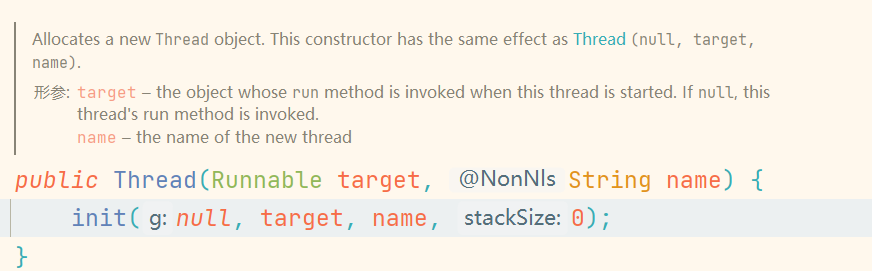 Allocates a new Thread object. This constructor has the same effect as Thread (null, target,
name).
形参: target – the object whose run method is invoked when this thread is started. If null, this
thread's run method is invoked.
name – the name of the new thread
public Thread(Runnable target, @NonNls String name) {
init( g: null, target, name, stackSize: 0);
}